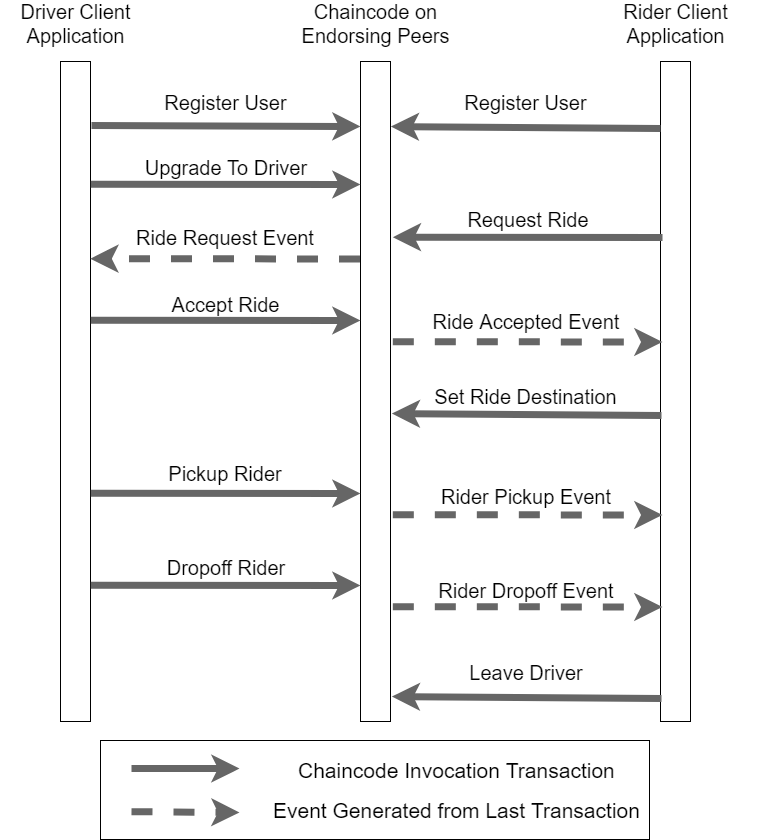 Driver Client
Application
Chaincode on
Endorsing Peers
Rider Client
Application
Register User
Register User
Upgrade To Driver
Request Ride
Ride Request Event
Accept Ride
Ride Accepted Event
Set Ride Destination
Pickup Rider
Rider Pickup Event
Dropoff Rider
Rider Dropoff Event
Leave Driver
Chaincode Invocation Transaction
Event Generated from Last Transaction